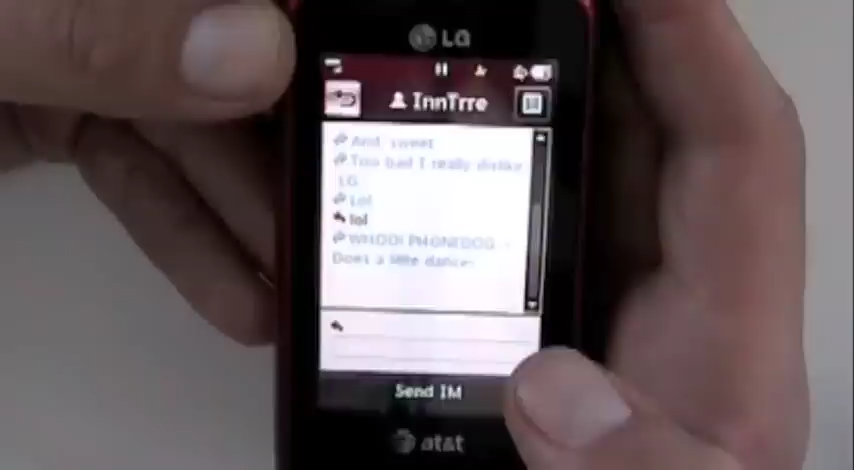 LG
InnTrre
And sweet
Too bad I really dislike
LG.
Lol
lol
WHOO! PHONEDOG -
Does a little dance-
Send IM
at&t